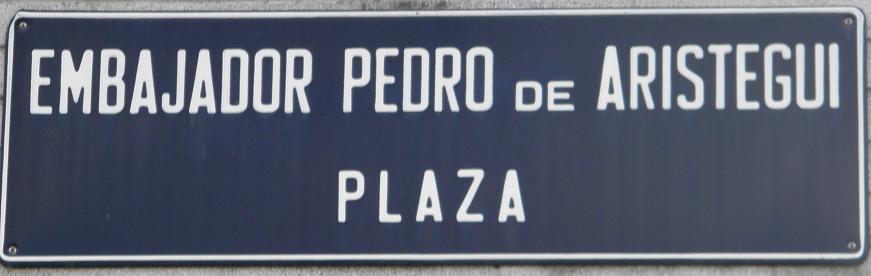 EMBAJADOR PEDRO DE ARISTEGUI
PLAZA